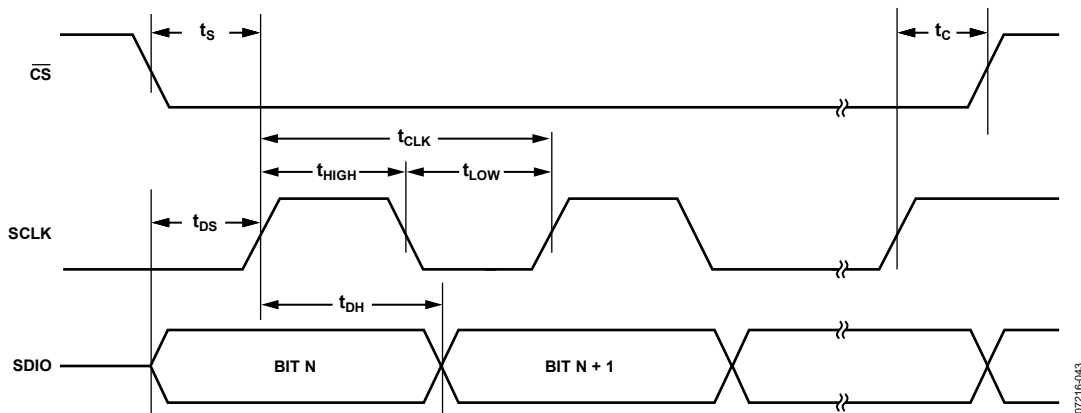 tS
tC
CS
tCLK
tHIGH
tLOW
tDS
SCLK
tDH
SDIO
BIT N
BIT N + 1
07216-043